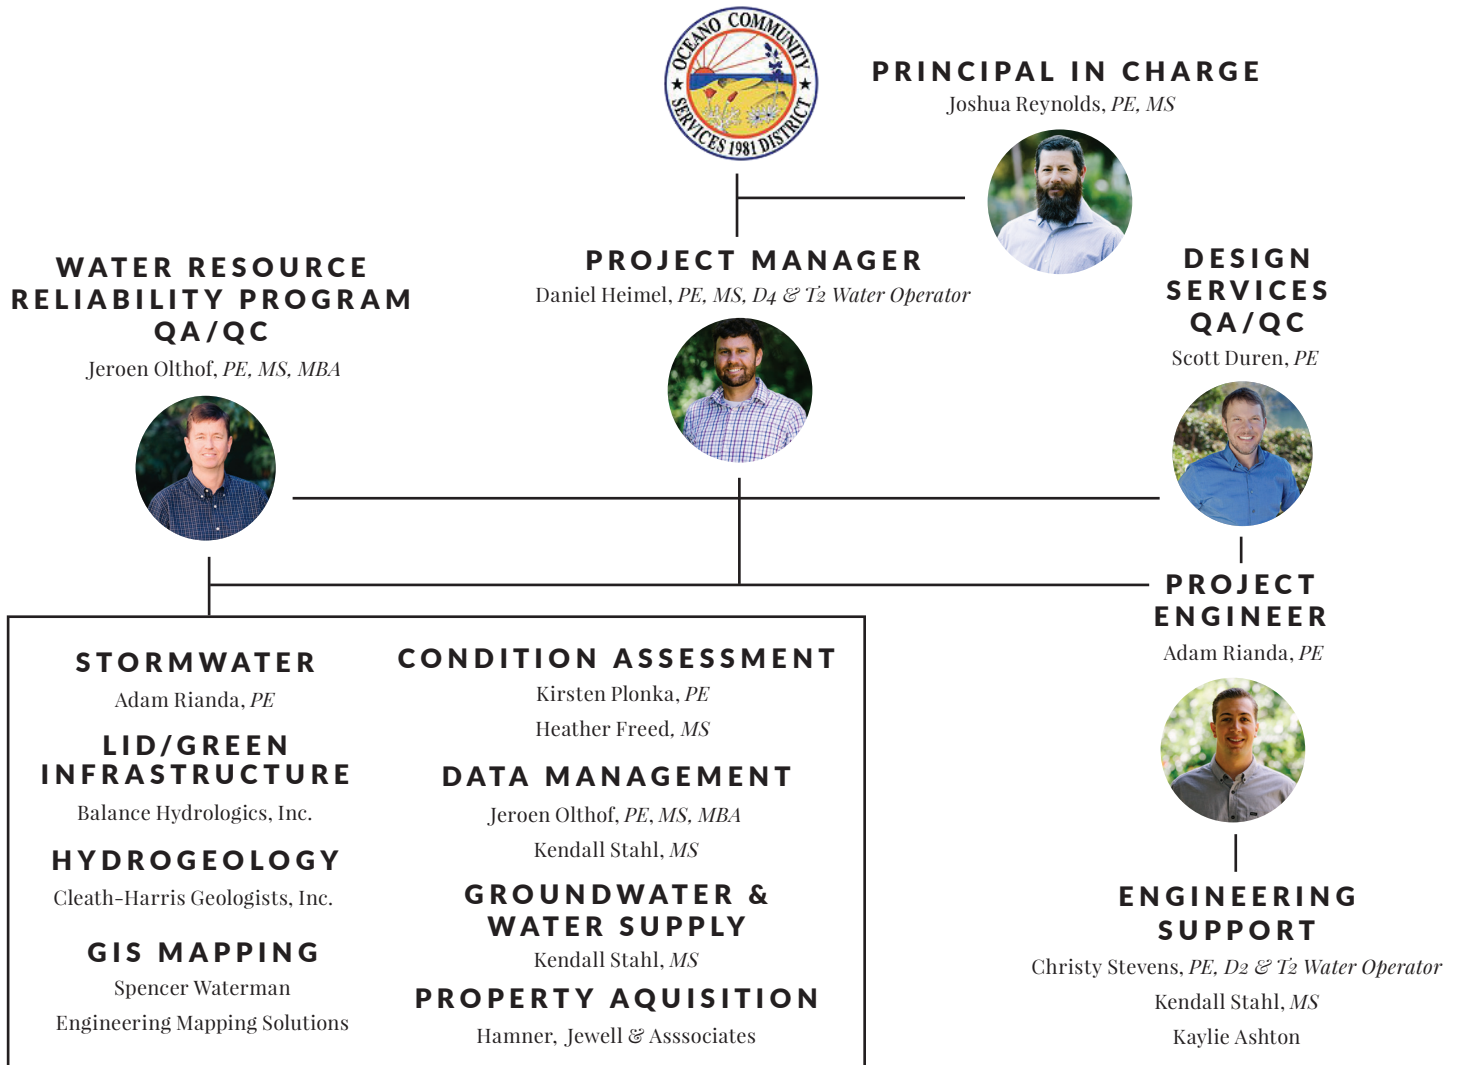 OCEANO COMMUNITY
SERVICES 1981 DISTRICT
PRINCIPAL IN CHARGE
Joshua Reynolds, PE, MS
PROJECT MANAGER
Daniel Heimel, PE, MS, D4 & T2 Water Operator
WATER RESOURCE
RELIABILITY PROGRAM
QA/QC
Jeroen Olthof, PE, MS, MBA
DESIGN
SERVICES
QA/QC
Scott Duren, PE
PROJECT
ENGINEER
Adam Rianda, PE
STORMWATER
Adam Rianda, PE
LID/GREEN
INFRASTRUCTURE
Balance Hydrologics, Inc.
HYDROGEOLOGY
Cleath-Harris Geologists, Inc.
GIS MAPPING
Spencer Waterman
Engineering Mapping Solutions
CONDITION ASSESSMENT
Kirsten Plonka, PE
Heather Freed, MS
DATA MANAGEMENT
Jeroen Olthof, PE, MS, MBA
Kendall Stahl, MS
GROUNDWATER &
WATER SUPPLY
Kendall Stahl, MS
PROPERTY AQUISITION
Hamner, Jewell & Asssociates
ENGINEERING
SUPPORT
Christy Stevens, PE, D2 & T2 Water Operator
Kendall Stahl, MS
Kaylie Ashton